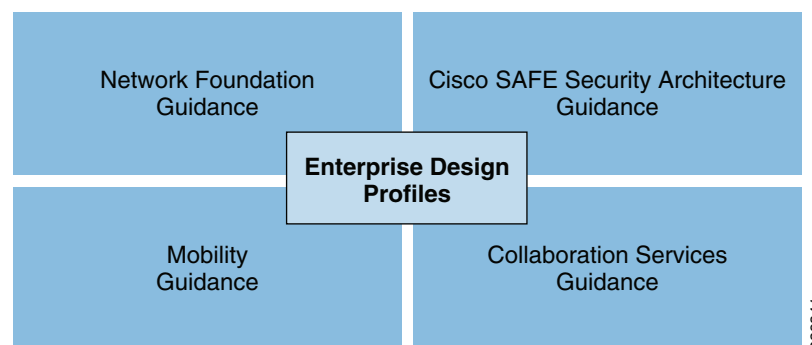 Network Foundation
Guidance
Cisco SAFE Security Architecture
Guidance
Enterprise Design
Profiles
Mobility
Guidance
Collaboration Services
Guidance